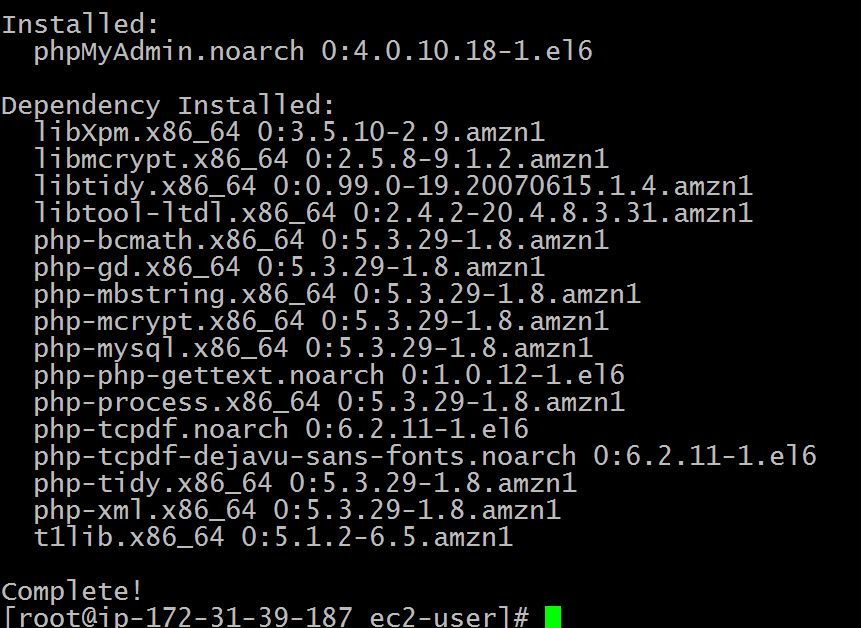 Installed:
  phpMyAdmin.noarch 0:4.0.10.18-1.el6
Dependency Installed:
  libXpm.x86_64 0:3.5.10-2.9.amzn1
  libmcrypt.x86_64 0:2.5.8-9.1.2.amzn1
  libtidy.x86_64 0:0.99.0-19.20070615.1.4.amzn1
  libtool-ltdl.x86_64 0:2.4.2-20.4.8.3.31.amzn1
  php-bcmath.x86_64 0:5.3.29-1.8.amzn1
  php-gd.x86_64 0:5.3.29-1.8.amzn1
  php-mbstring.x86_64 0:5.3.29-1.8.amzn1
  php-mcrypt.x86_64 0:5.3.29-1.8.amzn1
  php-mysql.x86_64 0:5.3.29-1.8.amzn1
  php-php-gettext.noarch 0:1.0.12-1.el6
  php-process.x86_64 0:5.3.29-1.8.amzn1
  php-tcpdf.noarch 0:6.2.11-1.el6
  php-tcpdf-dejavu-sans-fonts.noarch 0:6.2.11-1.el6
  php-tidy.x86_64 0:5.3.29-1.8.amzn1
  php-xml.x86_64 0:5.3.29-1.8.amzn1
  t1lib.x86_64 0:5.1.2-6.5.amzn1
Complete!
[root@ip-172-31-39-187 ec2-user]#